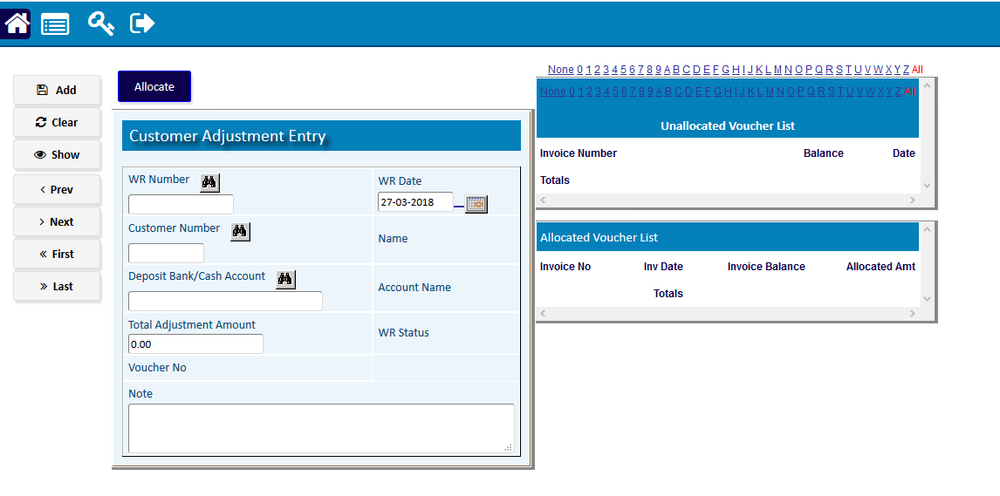 Add
Clear
Show
Prev
Next
First
Last
Allocate
Customer Adjustment Entry
WR Number
WR Date
27-03-2018
Customer Number
Name
Deposit Bank/Cash Account
Account Name
Total Adjustment Amount
0.00
WR Status
Voucher No
Note
None 0 1 2 3 4 5 6 7 8 9 A B C D E F G H I J K L M N O P Q R S T U V W X Y Z All
None 0 1 2 3 4 5 6 7 8 9 A B C D E F G H I J K L M N O P Q R S T U V W X Y Z All
Unallocated Voucher List
Invoice Number Balance Date
Totals
Allocated Voucher List
Invoice No Inv Date Invoice Balance Allocated Amt
Totals